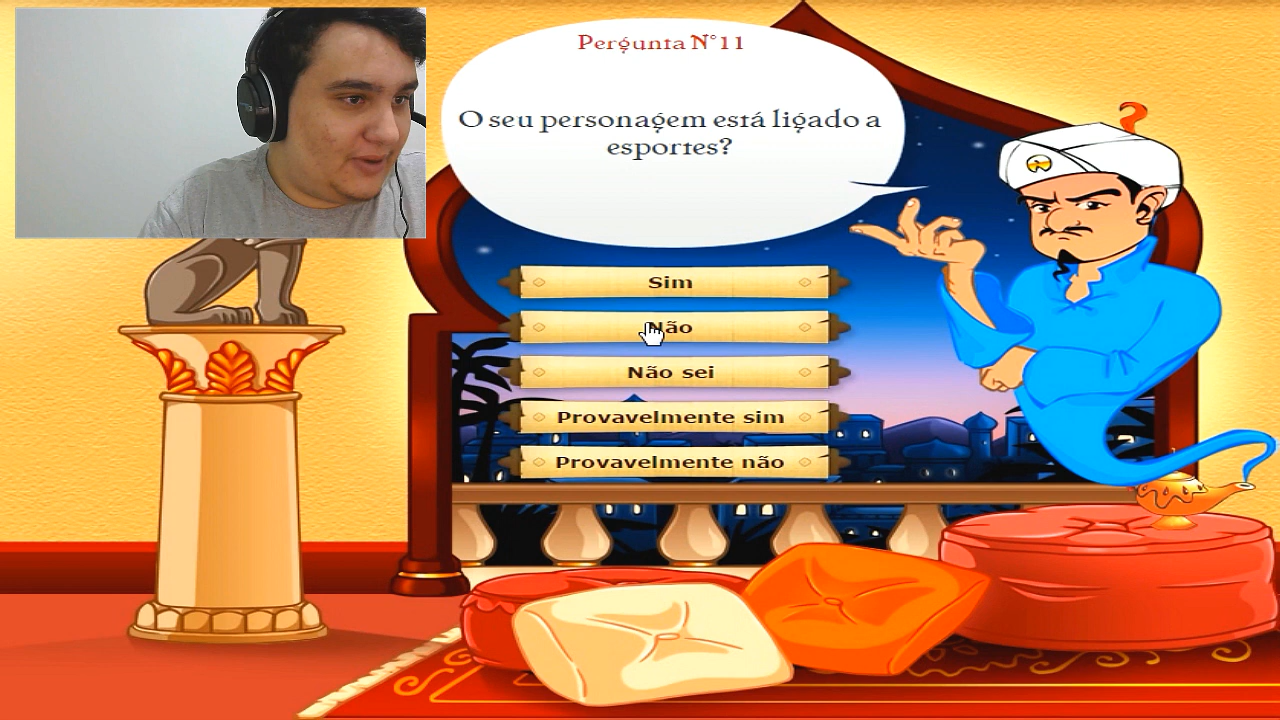 Pergunta N°11
O seu personagem está ligado a
esportes?
Sim
Não
Não sei
Provavelmente sim
Provavelmente não